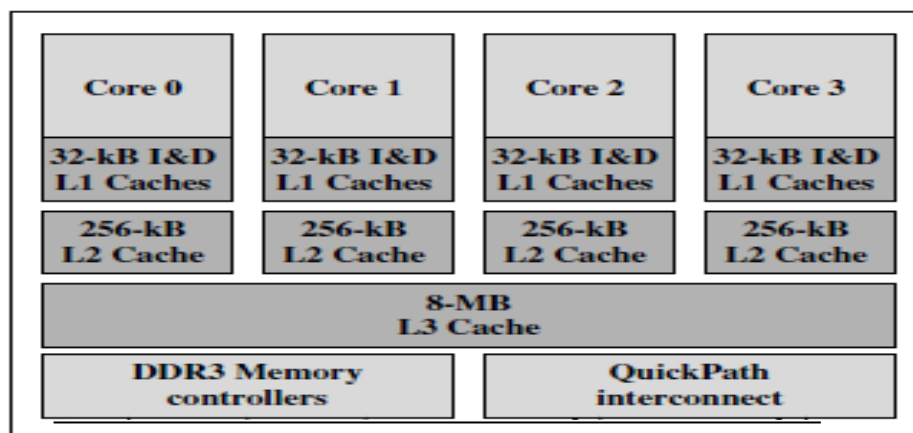 Core 0
Core 1
Core 2
Core 3
32-kB I&D
L1 Caches
32-kB I&D
L1 Caches
32-kB I&D
L1 Caches
32-kB I&D
L1 Caches
256-kB
L2 Cache
256-kB
L2 Cache
256-kB
L2 Cache
256-kB
L2 Cache
8-MB
L3 Cache
DDR3 Memory
controllers
QuickPath
interconnect